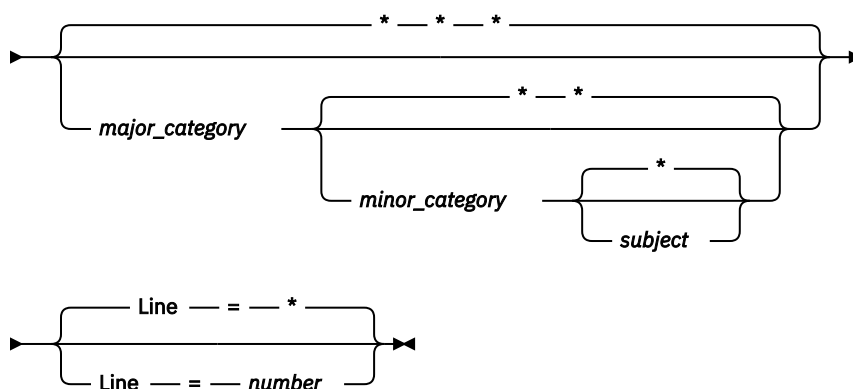 * * *
major_category
* *
minor_category
*
subject
Line = *
Line = number